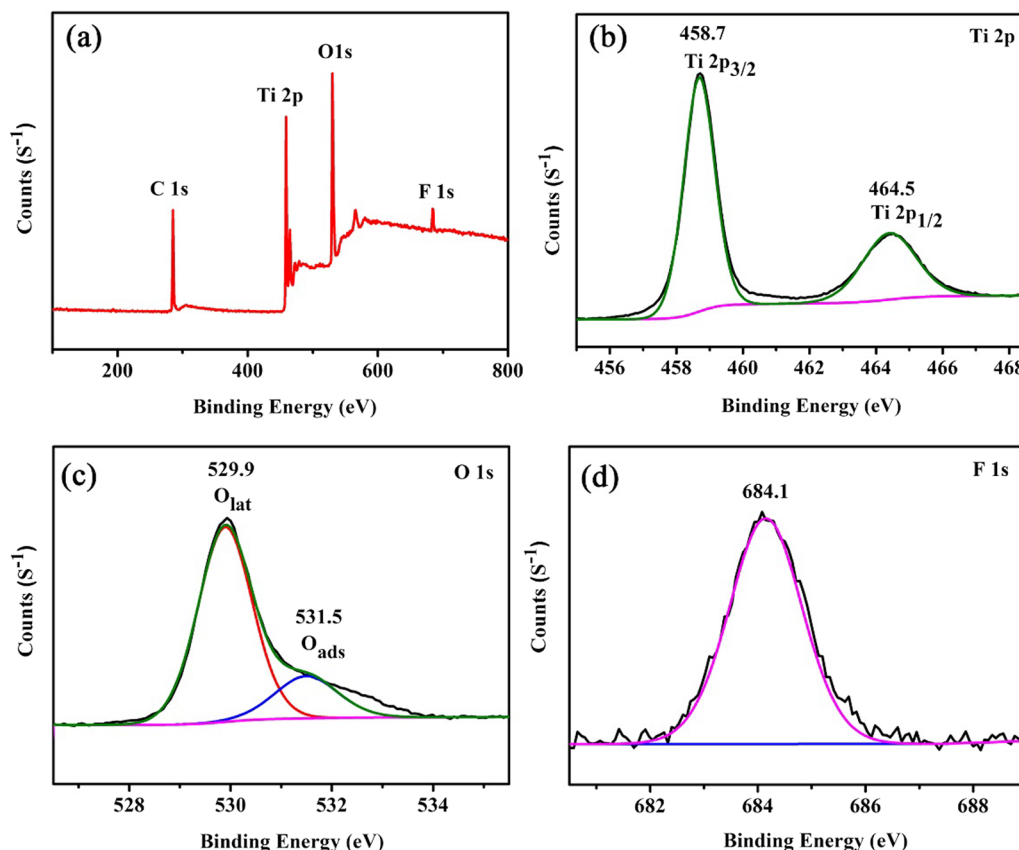 (a)
O1s
Ti 2p
C 1s
F 1s
Counts (S⁻¹)
200 400 600 800
Binding Energy (eV)
(b)
458.7
Ti 2p
Ti 2p3/2
464.5
Ti 2p1/2
Counts (S⁻¹)
456 458 460 462 464 466 468
Binding Energy (eV)
(c)
529.9
O 1s
Olat
531.5
Oads
Counts (S⁻¹)
528 530 532 534
Binding Energy (eV)
(d)
684.1
F 1s
Counts (S⁻¹)
682 684 686 688
Binding Energy (eV)